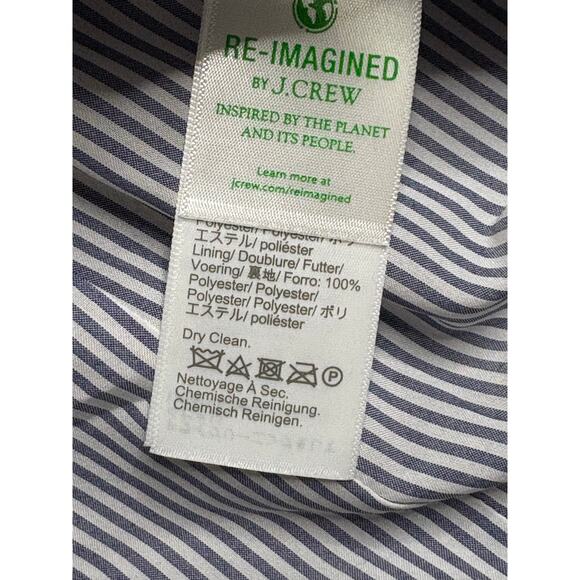 RE-IMAGINED
BY J.CREW
INSPIRED BY THE PLANET
AND ITS PEOPLE.
Learn more at
jcrew.com/reimagined
Polyester/ Polyester/ ポリ
エステル/ poliéster
Lining/ Doublure/ Futter/
Voering/ 裏地/ Forro: 100%
Polyester/ Polyester/
Polyester/ Polyester/ ポリ
エステル/ poliéster
Dry Clean.
P
Nettoyage À Sec.
Chemische Reinigung.
Chemisch Reinigen.